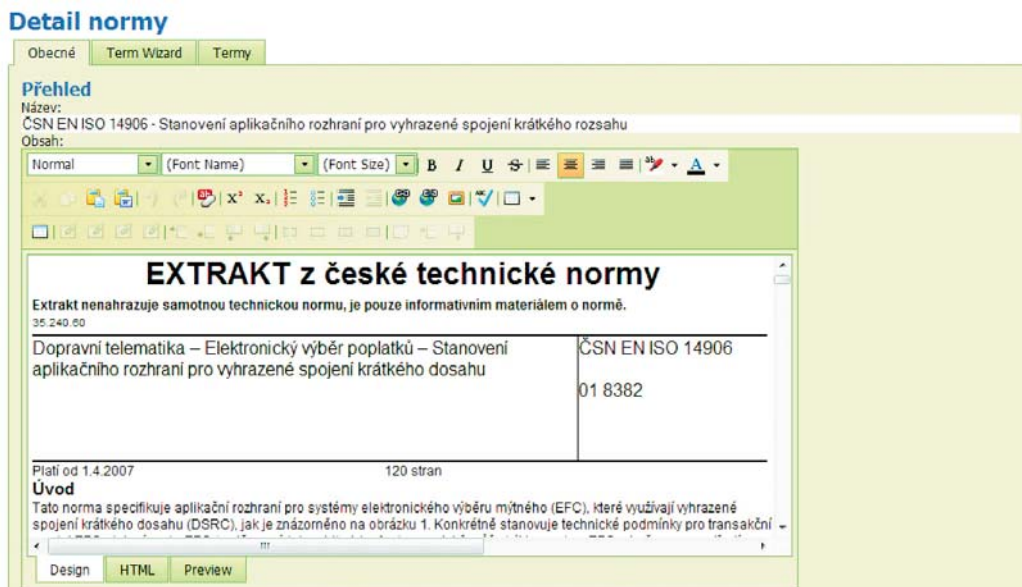 Detail normy
Obecné Term Wizard Termy
Přehled
Název:
ČSN EN ISO 14906 - Stanovení aplikačního rozhraní pro vyhrazené spojení krátkého rozsahu
Obsah:
Normal (Font Name) (Font Size) B I U S A
X² X₂
EXTRAKT z české technické normy
Extrakt nenahrazuje samotnou technickou normu, je pouze informativním materiálem o normě.
35.240.60
Dopravní telematika – Elektronický výběr poplatků – Stanovení
aplikačního rozhraní pro vyhrazené spojení krátkého dosahu
ČSN EN ISO 14906
01 8382
Platí od 1.4.2007 120 stran
Úvod
Tato norma specifikuje aplikační rozhraní pro systémy elektronického výběru mýtného (EFC), které využívají vyhrazené
spojení krátkého dosahu (DSRC), jak je znázorněno na obrázku 1. Konkrétně stanovuje technické podmínky pro transakční
Design HTML Preview